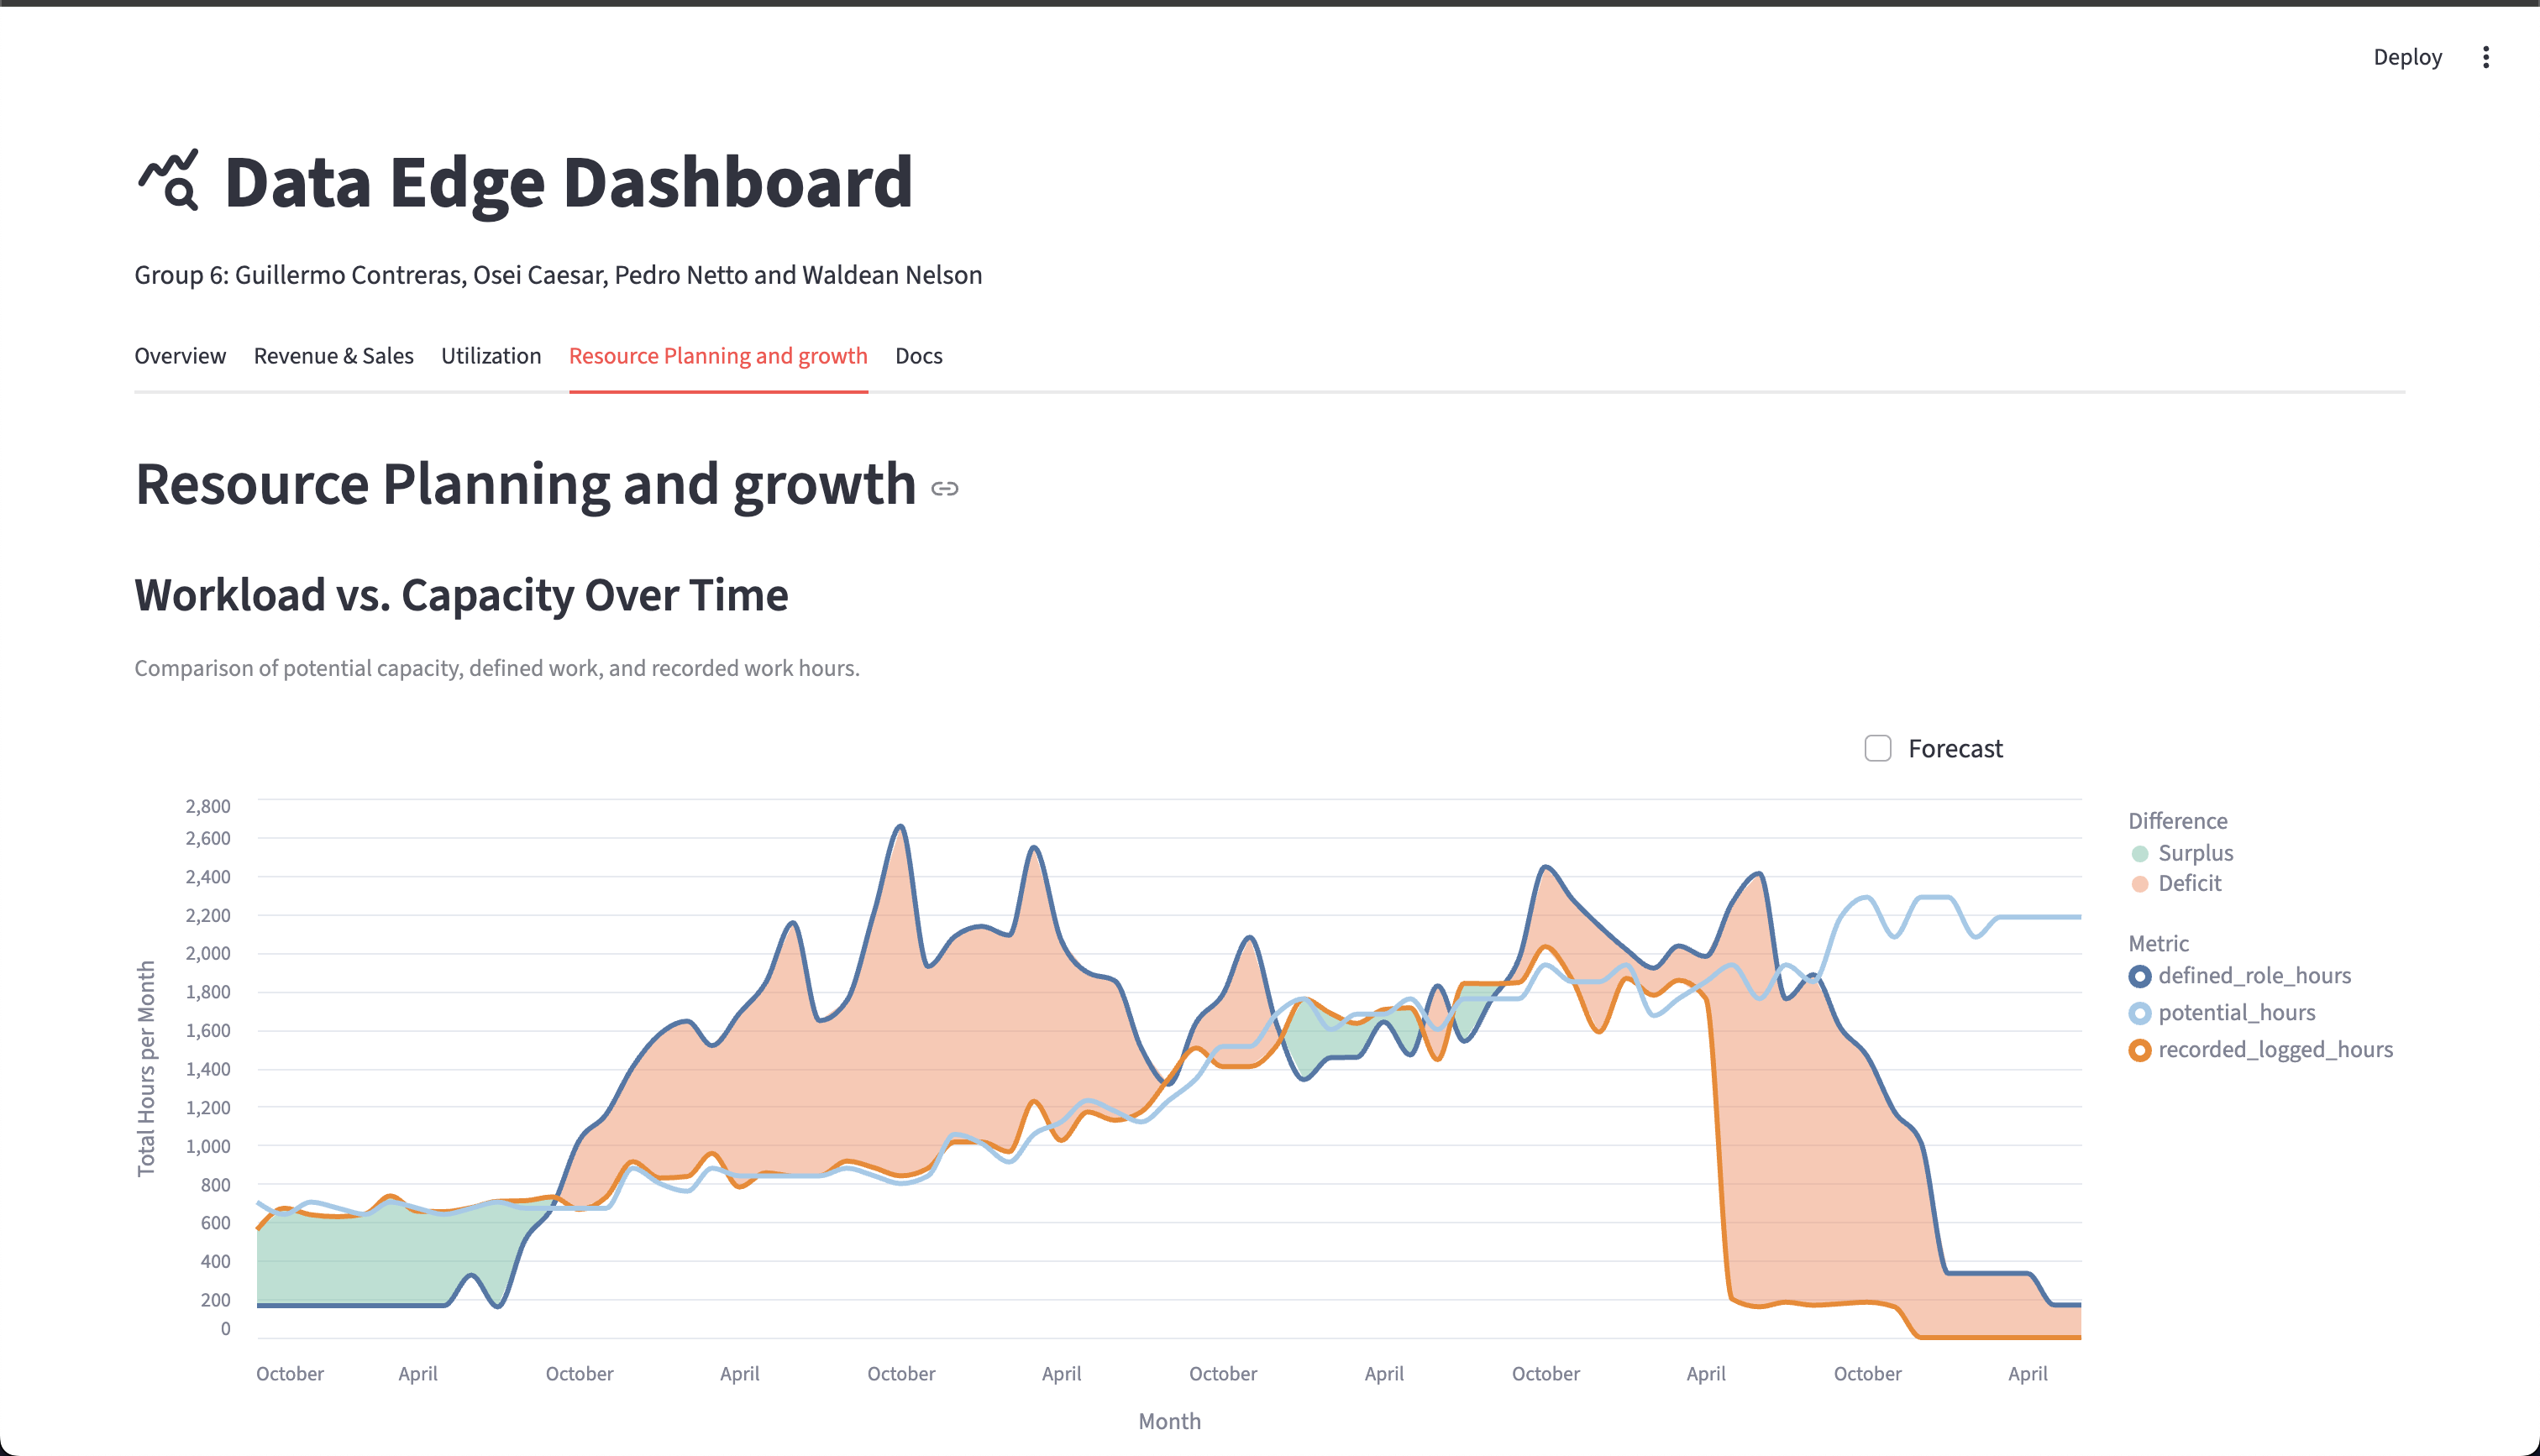 Deploy
Data Edge Dashboard
Group 6: Guillermo Contreras, Osei Caesar, Pedro Netto and Waldean Nelson
Overview Revenue & Sales Utilization Resource Planning and growth Docs
Resource Planning and growth
Workload vs. Capacity Over Time
Comparison of potential capacity, defined work, and recorded work hours.
Forecast
Total Hours per Month
2,800
2,600
2,400
2,200
2,000
1,800
1,600
1,400
1,200
1,000
800
600
400
200
0
October April October April October April October April October April October April
Month
Difference
Surplus
Deficit
Metric
defined_role_hours
potential_hours
recorded_logged_hours